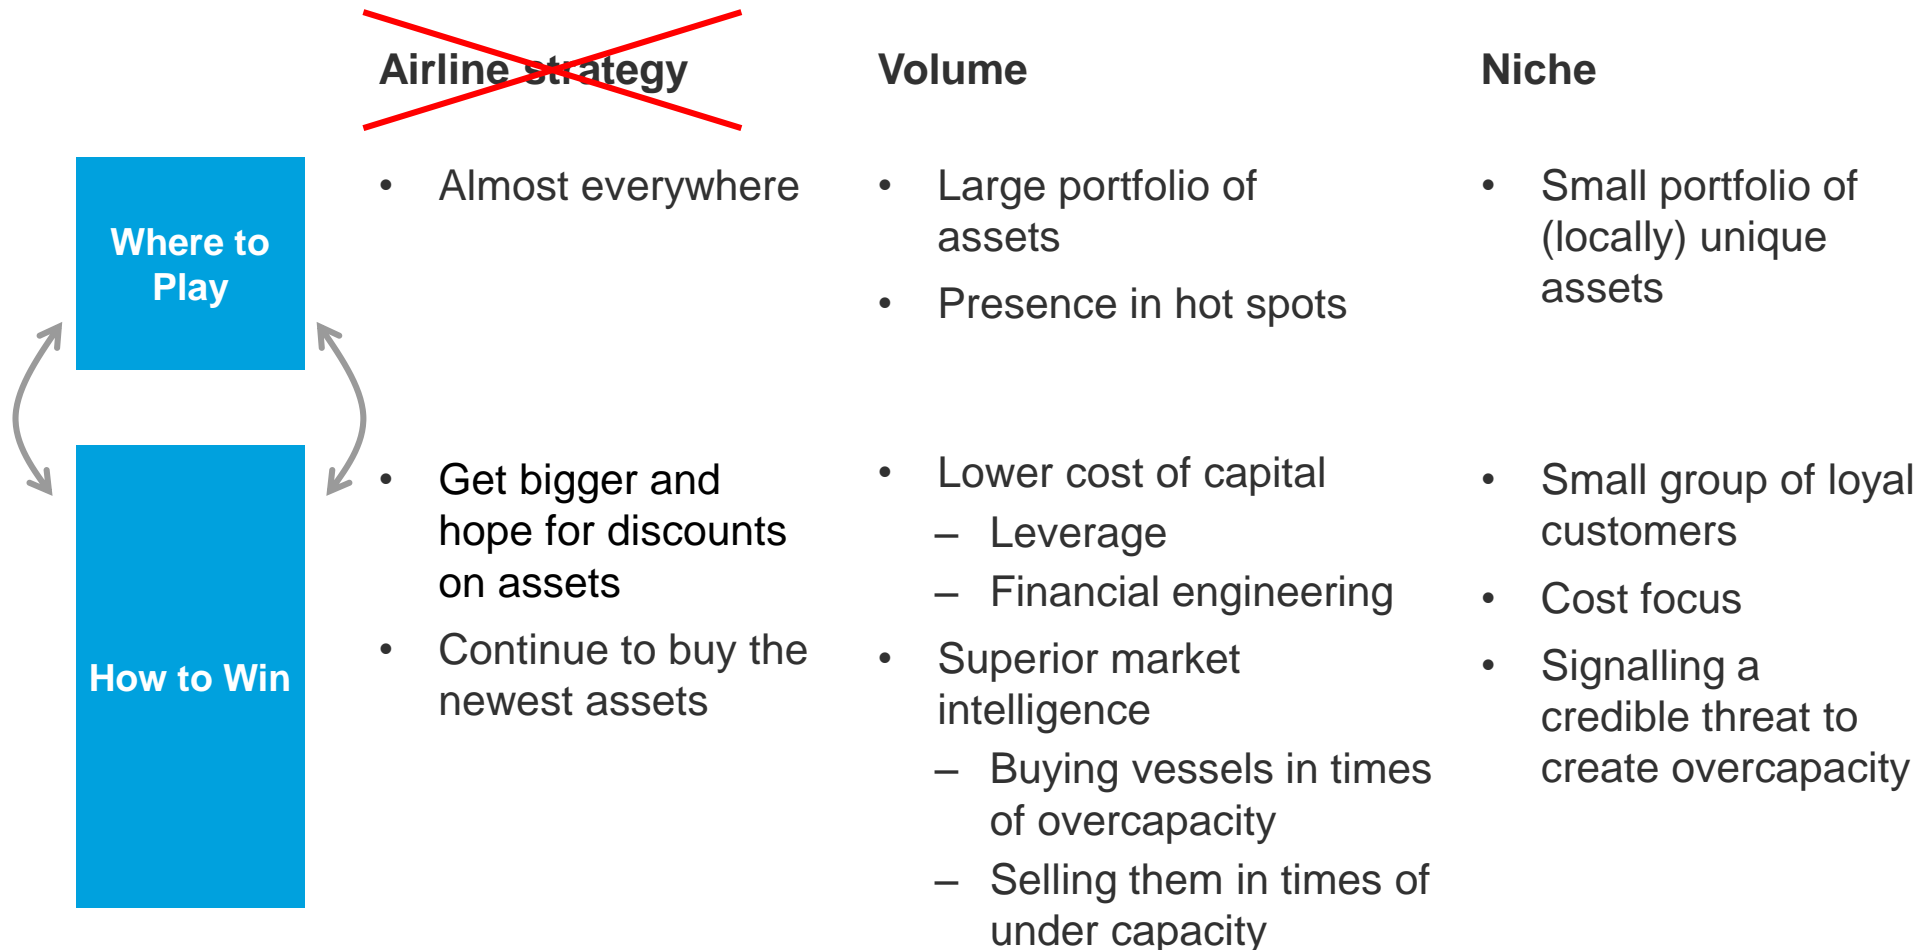 Airline strategy
Volume
Niche
Where to
Play
• Almost everywhere
• Large portfolio of
assets
• Presence in hot spots
• Small portfolio of
(locally) unique
assets
How to Win
• Get bigger and
hope for discounts
on assets
• Continue to buy the
newest assets
• Lower cost of capital
– Leverage
– Financial engineering
• Superior market
intelligence
– Buying vessels in times
of overcapacity
– Selling them in times of
under capacity
• Small group of loyal
customers
• Cost focus
• Signalling a
credible threat to
create overcapacity